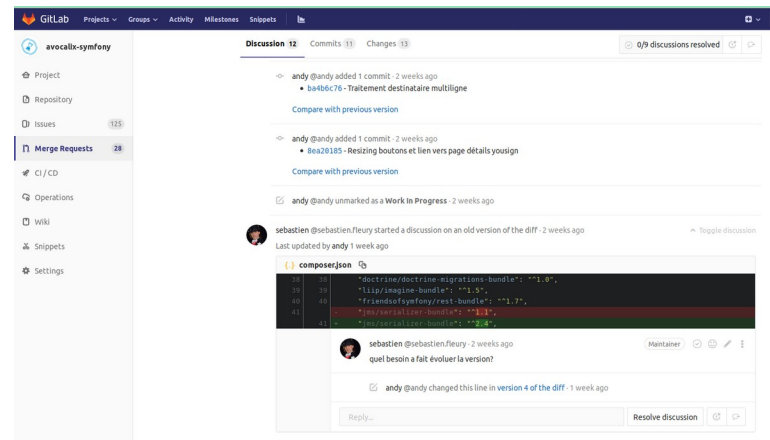 GitLab Projects Groups Activity Milestones Snippets
avocalix-symfony
Project
Repository
Issues 125
Merge Requests 28
CI / CD
Operations
Wiki
Snippets
Settings
Discussion 12 Commits 11 Changes 13
0/9 discussions resolved
andy @andy added 1 commit · 2 weeks ago
• ba4b6c76 - Traitement destinataire multiligne
Compare with previous version
andy @andy added 1 commit · 2 weeks ago
• 8ea20185 - Resizing boutons et lien vers page détails yousign
Compare with previous version
andy @andy unmarked as a Work In Progress · 2 weeks ago
sebastien @sebastien.fleury started a discussion on an old version of the diff · 2 weeks ago
Toggle discussion
Last updated by andy 1 week ago
{.} composer.json
38 38 "doctrine/doctrine-migrations-bundle": "^1.0",
39 39 "liip/imagine-bundle": "^1.5",
40 40 "friendsofsymfony/rest-bundle": "^1.7",
41 - "jms/serializer-bundle": "^1.1",
41 + "jms/serializer-bundle": "^2.4",
sebastien @sebastien.fleury · 2 weeks ago Maintainer
quel besoin a fait évoluer la version?
andy @andy changed this line in version 4 of the diff · 1 week ago
Reply... Resolve discussion